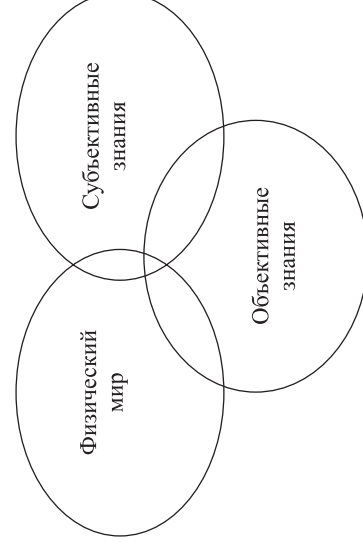 Физический
мир
Субъективные
знания
Объективные
знания